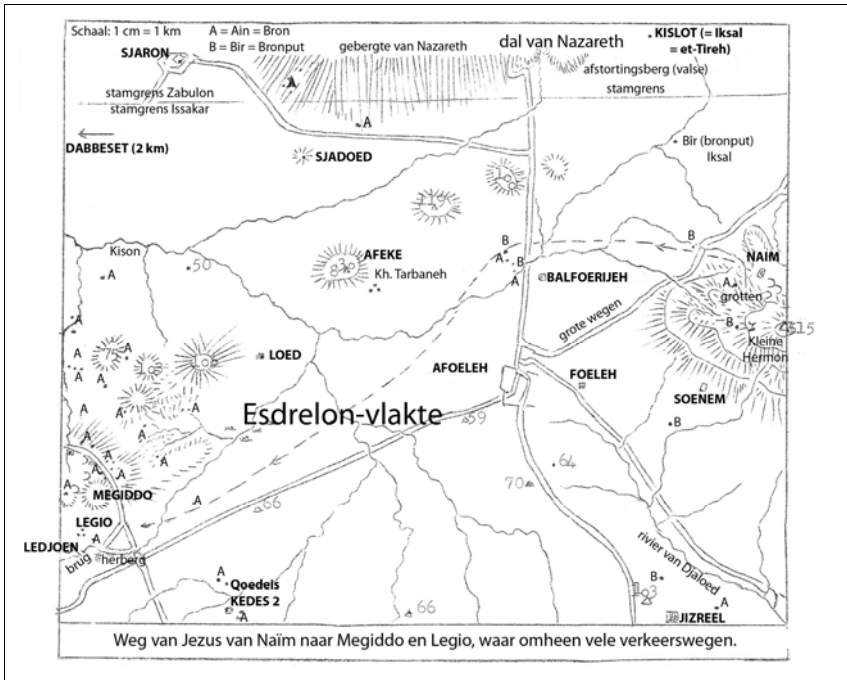 Schaal: 1 cm = 1 km
A = Ain = Bron
B = Bir = Bronput
gebergte van Nazareth
dal van Nazareth
KISLOT (= Iksal
= et-Tireh)
SJARON
A
afstortingsberg (valse)
stamgrens
stamgrens Zabulon
stamgrens Issakar
A
DABBESET (2 km)
SJADOED
Bir (bronput)
Iksal
119
Kison
A
50
AFEKE
Kh. Tarbaneh
B
A
B
A
BALFOERIJEH
B
NAIM
A
grotten
B
515
Kleine
Hermon
grote wegen
A
75
A
A
A
LOED
AFOELEH
FOELEH
SOENEM
B
Esdrelon-vlakte
59
A
A
A
A
A
A
A
A
A
64
70
MEGIDDO
A
66
LEGIO
A
LEDJOEN
brug
herberg
rivier van Djaloed
A
Qoedeis
KEDES 2
A
66
B
A
JIZREEL
Weg van Jezus van Naïm naar Megiddo en Legio, waar omheen vele verkeerswegen.